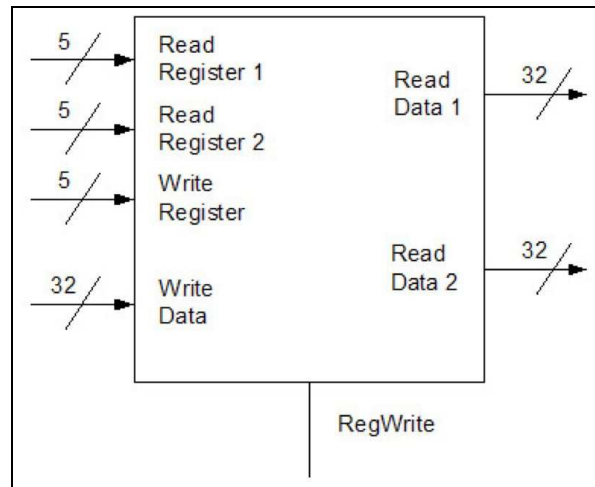 5
Read
Register 1
5
Read
Register 2
5
Write
Register
32
Write
Data
Read
Data 1
32
Read
Data 2
32
RegWrite